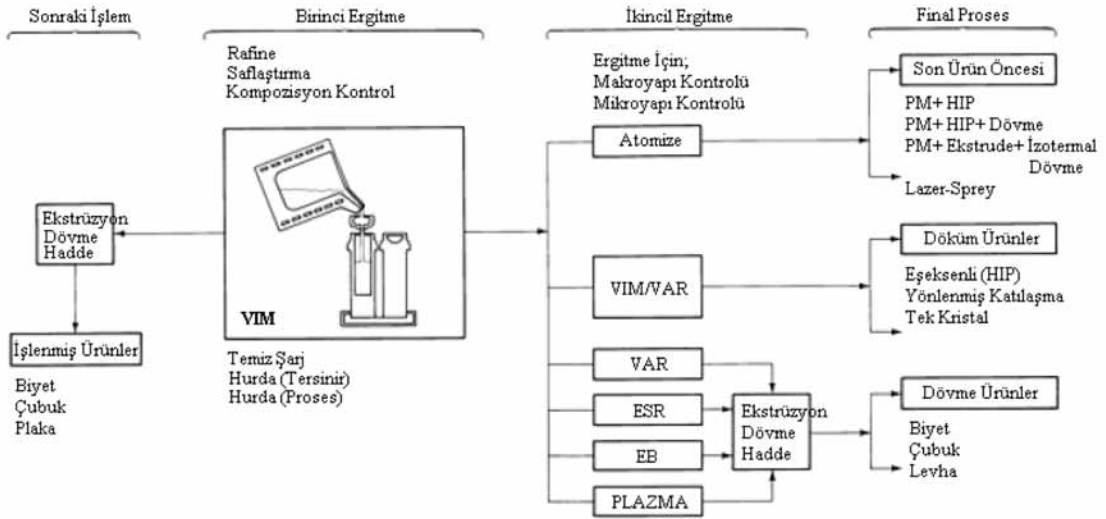 Sonraki İşlem
Birinci Ergitme
İkincil Ergitme
Final Proses
Rafine
Saflaştırma
Kompozisyon Kontrol
VIM
Temiz Şarj
Hurda (Tersinir)
Hurda (Proses)
Ekstrüzyon
Dövme
Hadde
İşlenmiş Ürünler
Biyet
Çubuk
Plaka
Ergitme İçin;
Makroyapı Kontrolü
Mikroyapı Kontrolü
Atomize
VIM/VAR
VAR
ESR
EB
PLAZMA
Ekstrüzyon
Dövme
Hadde
Son Ürün Öncesi
PM+ HIP
PM+ HIP+ Dövme
PM+ Ekstrude+ İzotermal
Dövme
Lazer-Sprey
Döküm Ürünler
Eşeksenli (HIP)
Yönlenmiş Katılaşma
Tek Kristal
Dövme Ürünler
Biyet
Çubuk
Levha